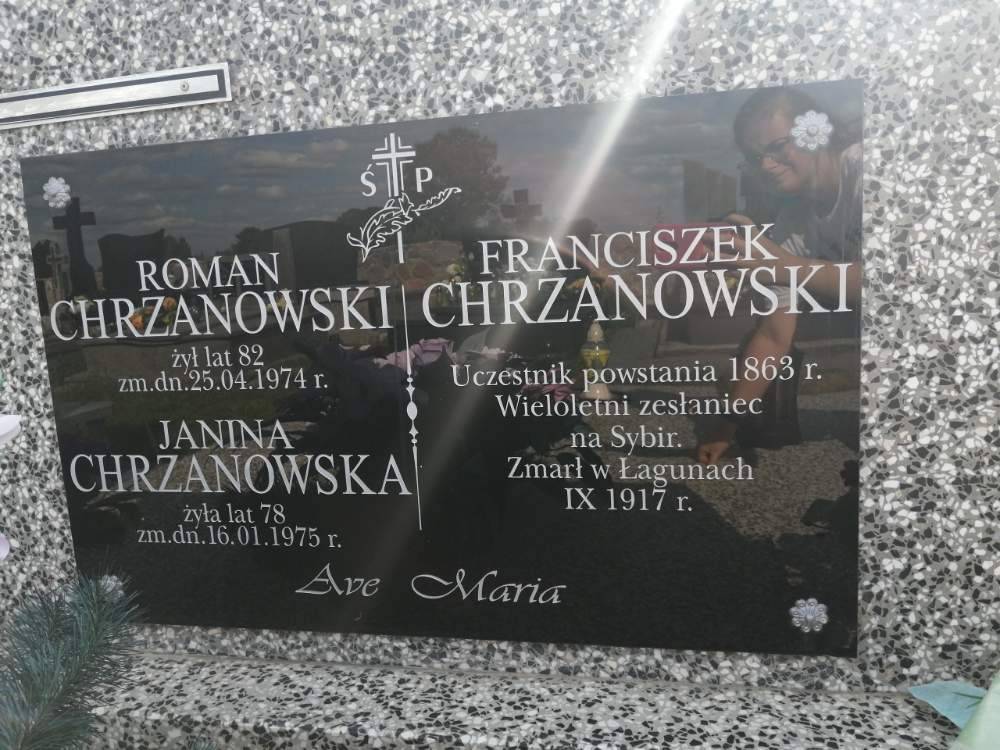 Ś P
ROMAN
CHRZANOWSKI
żył lat 82
zm.dn.25.04.1974 r.
JANINA
CHRZANOWSKA
żyła lat 78
zm.dn.16.01.1975 r.
FRANCISZEK
CHRZANOWSKI
Uczestnik powstania 1863 r.
Wieloletni zesłaniec
na Sybir.
Zmarł w Łagunach
IX 1917 r.
Ave Maria